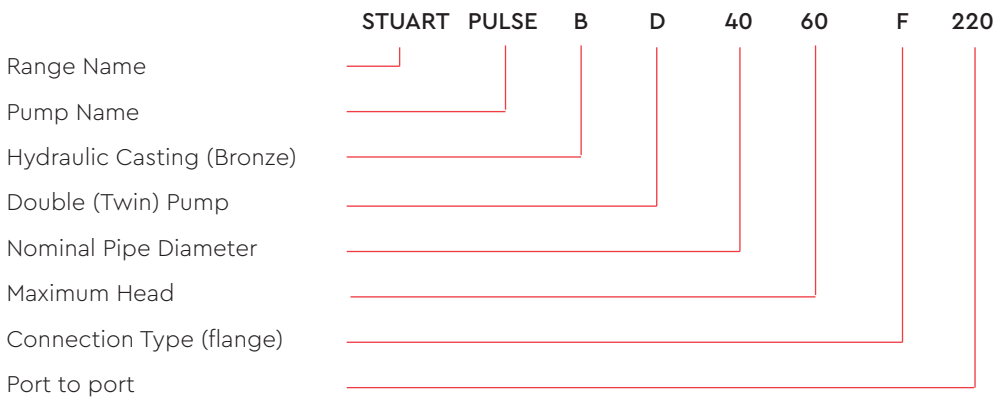 STUART PULSE B D 40 60 F 220
Range Name
Pump Name
Hydraulic Casting (Bronze)
Double (Twin) Pump
Nominal Pipe Diameter
Maximum Head
Connection Type (flange)
Port to port